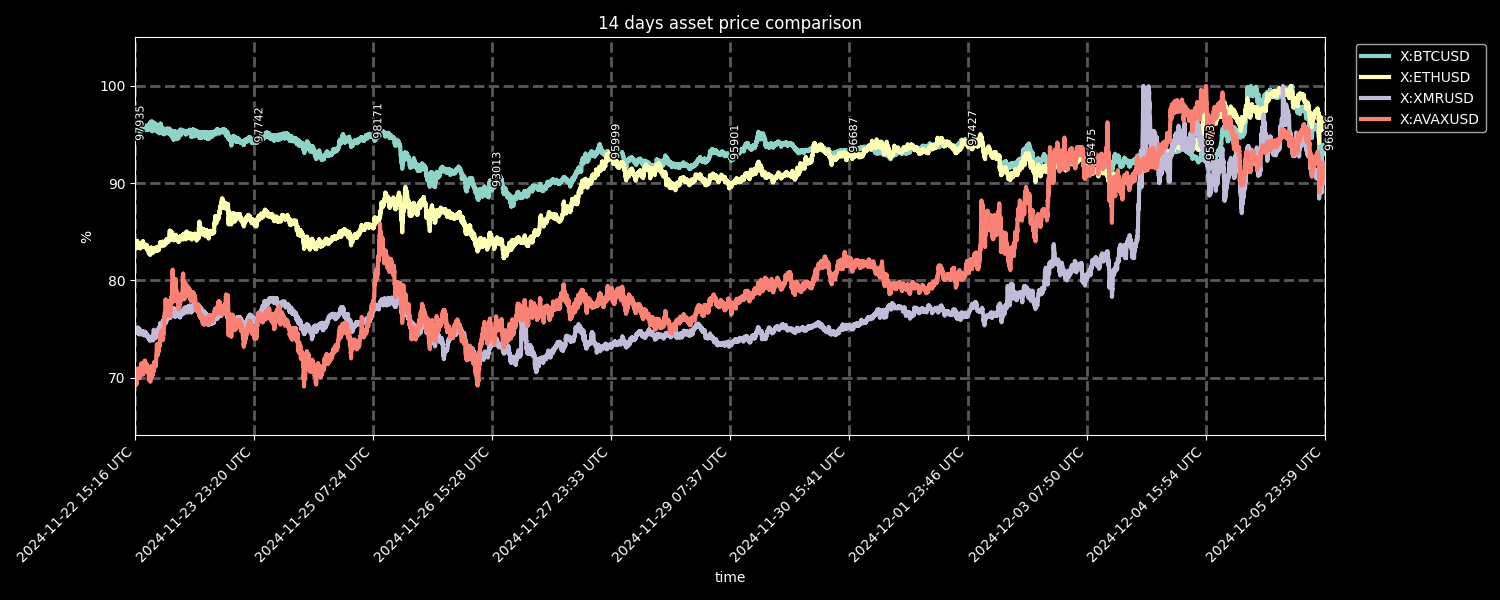 14 days asset price comparison
X:BTCUSD
X:ETHUSD
X:XMRUSD
X:AVAXUSD
%
100
90
80
70
97935
97742
98171
93013
95999
95901
96687
97427
95475
95873
96856
2024-11-22 15:16 UTC
2024-11-23 23:20 UTC
2024-11-25 07:24 UTC
2024-11-26 15:28 UTC
2024-11-27 23:33 UTC
2024-11-29 07:37 UTC
2024-11-30 15:41 UTC
2024-12-01 23:46 UTC
2024-12-03 07:50 UTC
2024-12-04 15:54 UTC
2024-12-05 23:59 UTC
time